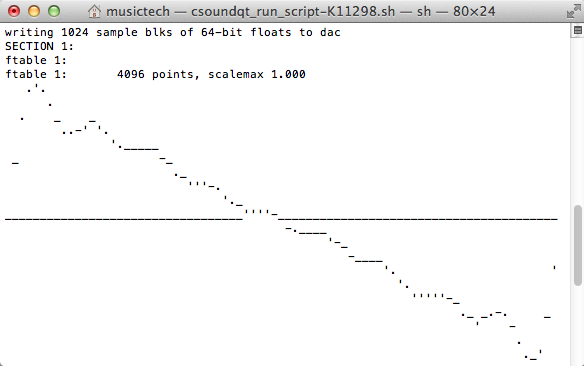 musictech — csoundqt_run_script-K11298.sh — sh — 80×24
writing 1024 sample blks of 64-bit floats to dac
SECTION 1:
ftable 1:
ftable 1:       4096 points, scalemax 1.000